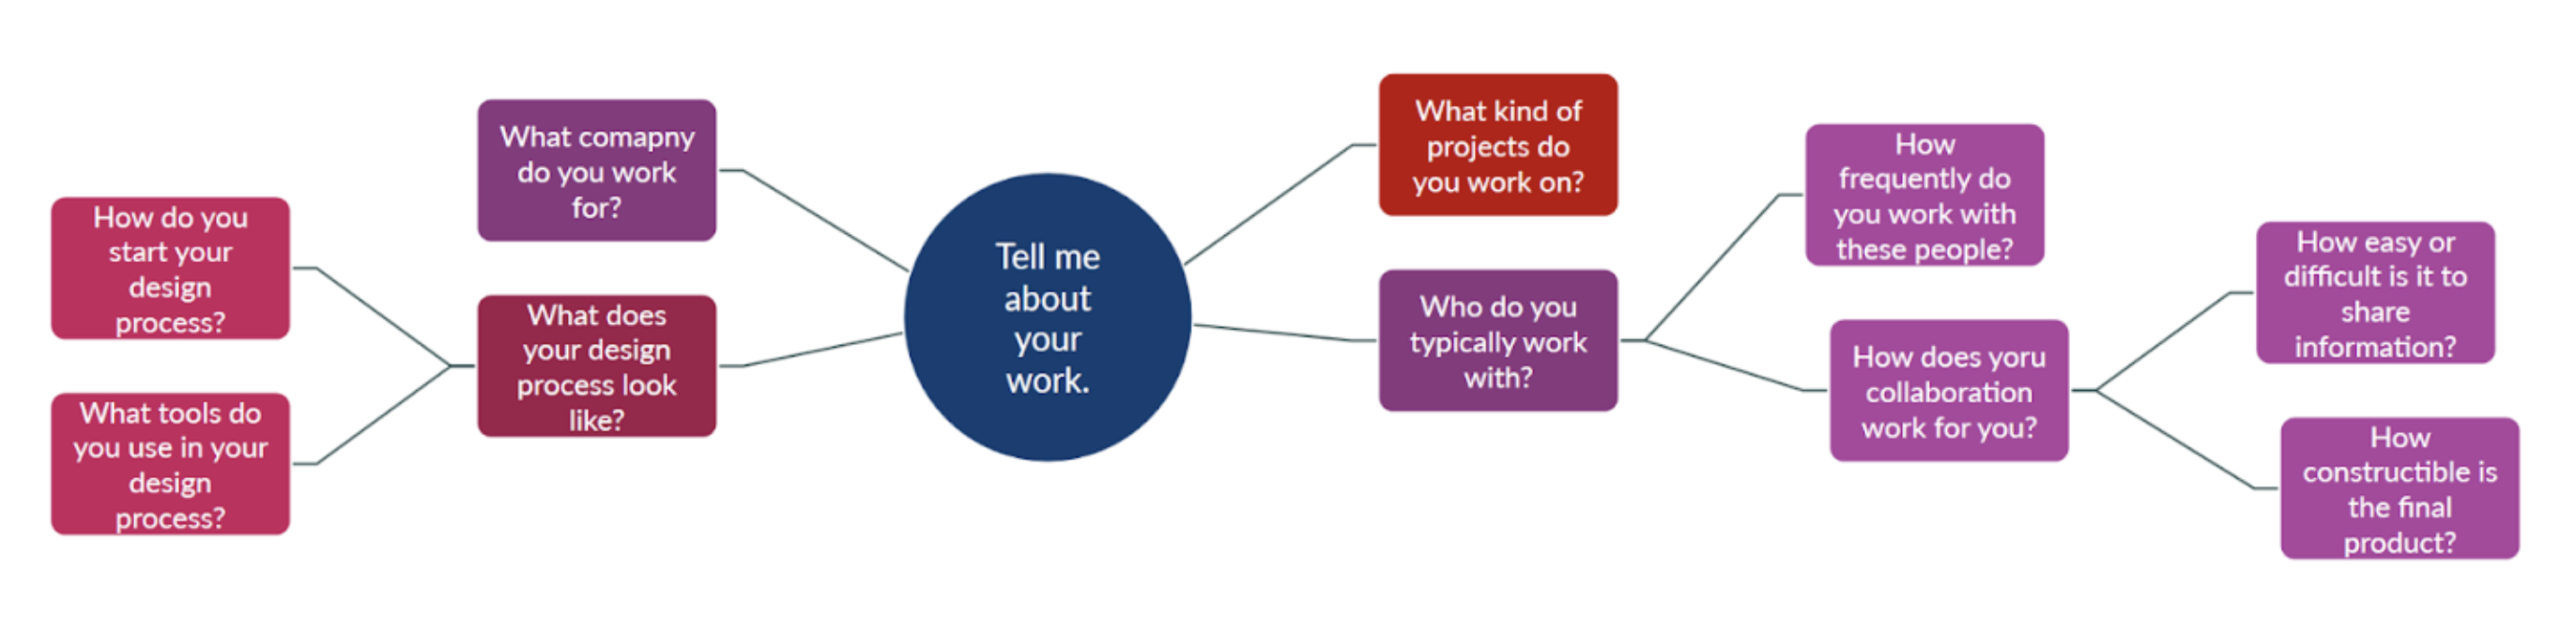 How do you
start your
design
process?
What tools do
you use in your
design
process?
What comapny
do you work
for?
What does
your design
process look
like?
Tell me
about
your
work.
What kind of
projects do
you work on?
Who do you
typically work
with?
How
frequently do
you work with
these people?
How does yoru
collaboration
work for you?
How easy or
difficult is it to
share
information?
How
constructible is
the final
product?